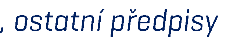 , ostatní předpisy